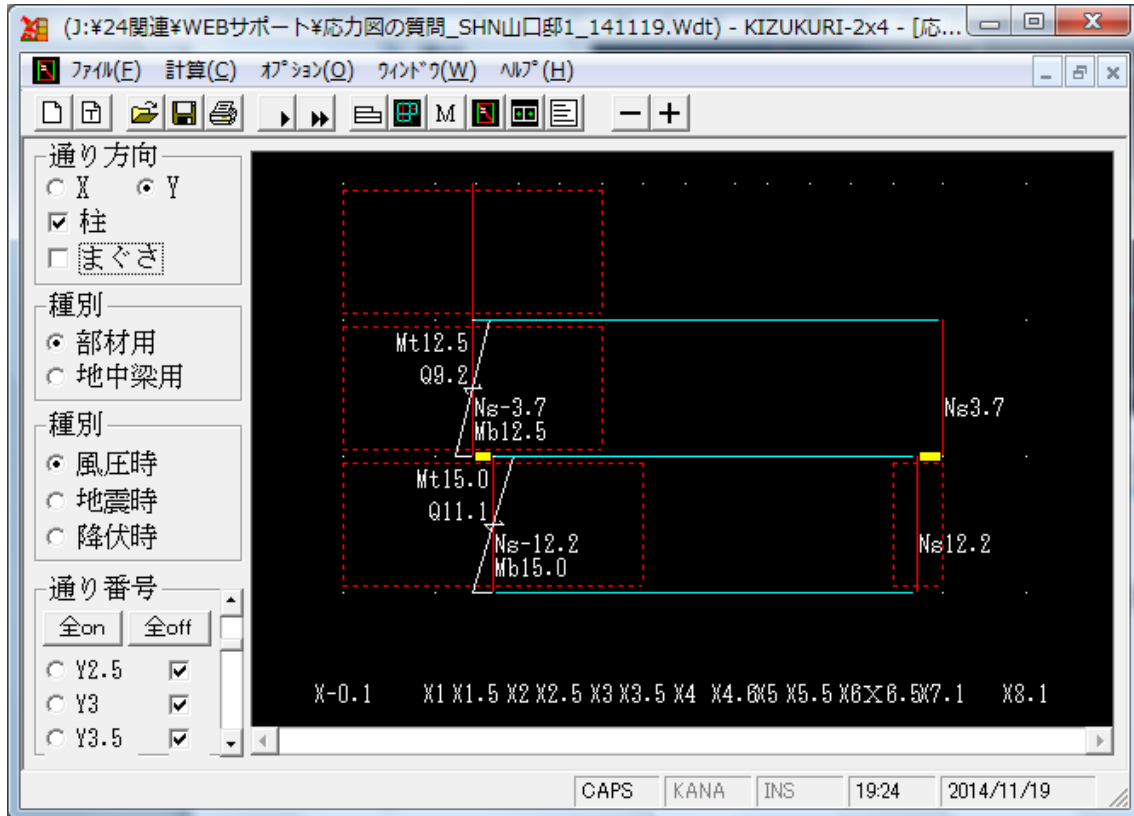 (J:¥24関連¥WEBサポート¥応力図の質問_SHN山口邸1_141119.Wdt) - KIZUKURI-2x4 - [応...
ﾌｧｲﾙ(F) 計算(C) ｵﾌﾟｼｮﾝ(O) ｳｨﾝﾄﾞｳ(W) ﾍﾙﾌﾟ(H)
M
通り方向
X Y
柱
まぐさ
種別
部材用
地中梁用
種別
風圧時
地震時
降伏時
通り番号
全on 全off
Y2.5
Y3
Y3.5
Mt12.5
Q9.2
Ns-3.7
Mb12.5
Ns3.7
Mt15.0
Q11.1
Ns-12.2
Mb15.0
Ns12.2
X-0.1 X1 X1.5 X2 X2.5 X3 X3.5 X4 X4.6 X5 X5.5 X6 X6.5 X7.1 X8.1
CAPS KANA INS 19:24 2014/11/19